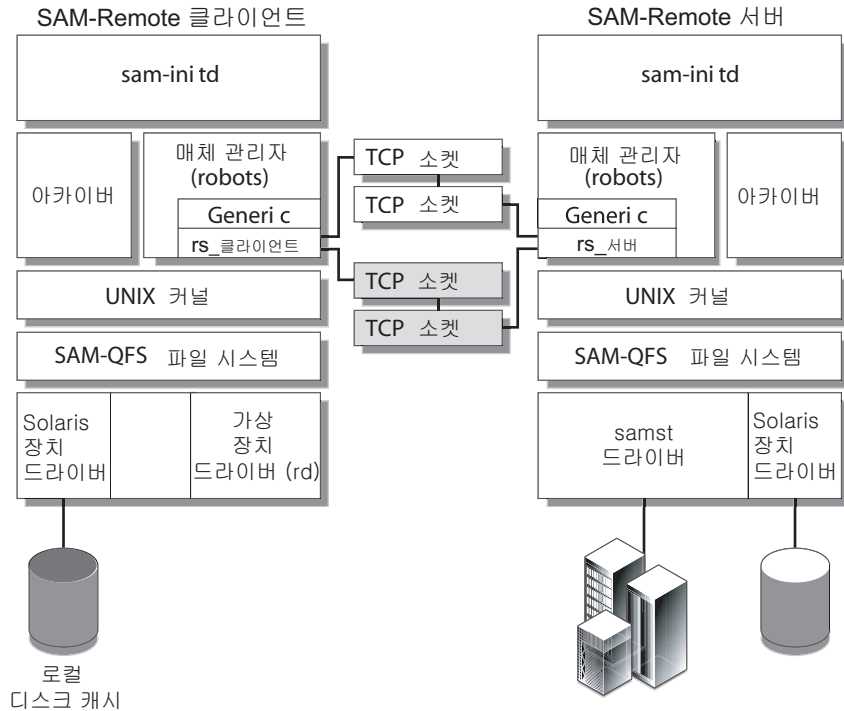 SAM-Remote 클라이언트
sam-ini td
아카이버
매체 관리자
(robots)
Generi c
rs_클라이언트
UNIX 커널
SAM-QFS 파일 시스템
Solaris
장치
드라이버
가상
장치
드라이버 (rd)
로컬
디스크 캐시
TCP 소켓
TCP 소켓
TCP 소켓
TCP 소켓
SAM-Remote 서버
sam-ini td
매체 관리자
(robots)
Generi c
rs_서버
아카이버
UNIX 커널
SAM-QFS 파일 시스템
samst
드라이버
Solaris
장치
드라이버